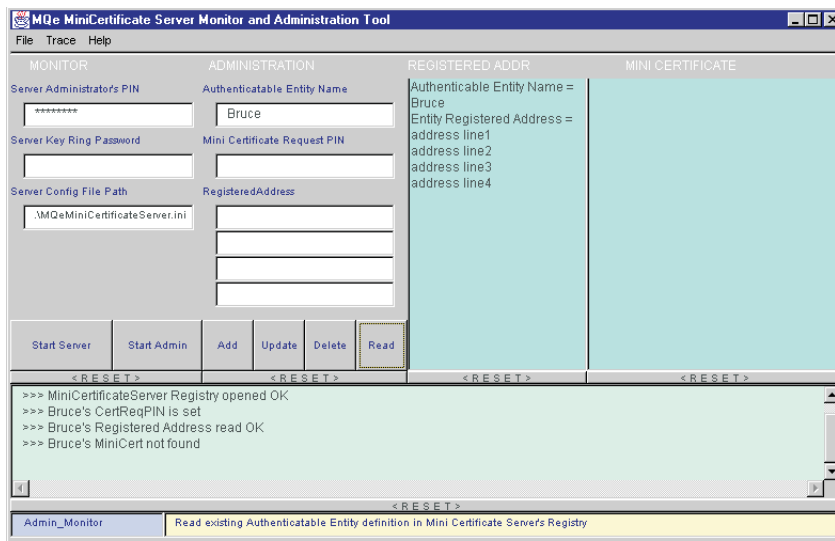 MQe MiniCertificate Server Monitor and Administration Tool
File Trace Help
MONITOR
ADMINISTRATION
REGISTERED ADDR
MINI CERTIFICATE
Server Administrator's PIN
********
Server Key Ring Password
Server Config File Path
.\MQeMiniCertificateServer.ini
Authenticatable Entity Name
Bruce
Mini Certificate Request PIN
RegisteredAddress
Authenticable Entity Name =
Bruce
Entity Registered Address =
address line1
address line2
address line3
address line4
Start Server
Start Admin
Add
Update
Delete
Read
<RESET>
<RESET>
<RESET>
<RESET>
>>> MiniCertificateServer Registry opened OK
>>> Bruce's CertReqPIN is set
>>> Bruce's Registered Address read OK
>>> Bruce's MiniCert not found
<RESET>
Admin_Monitor
Read existing Authenticatable Entity definition in Mini Certificate Server's Registry